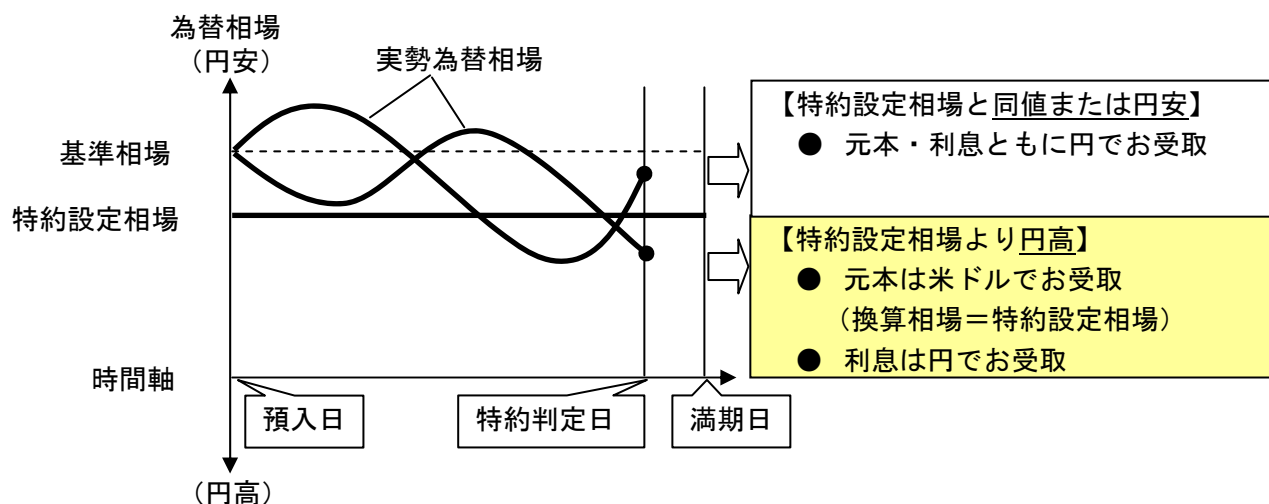 為替相場
（円安）
実勢為替相場
基準相場
特約設定相場
時間軸
預入日
特約判定日
満期日
（円高）
【特約設定相場と同値または円安】
● 元本・利息ともに円でお受取
【特約設定相場より円高】
● 元本は米ドルでお受取
（換算相場＝特約設定相場）
● 利息は円でお受取